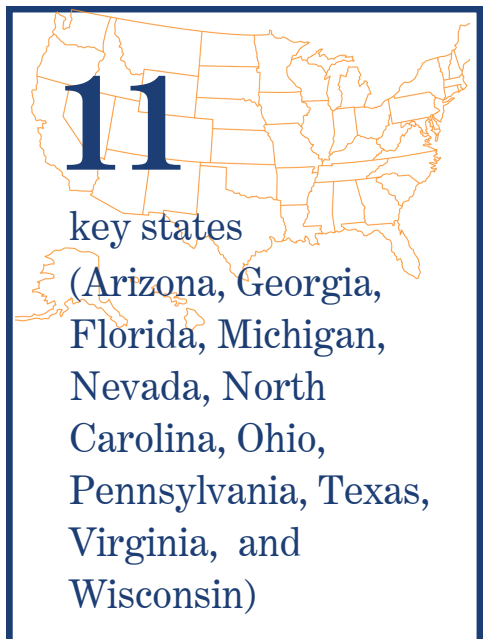 11
key states
(Arizona, Georgia,
Florida, Michigan,
Nevada, North
Carolina, Ohio,
Pennsylvania, Texas,
Virginia,  and
Wisconsin)